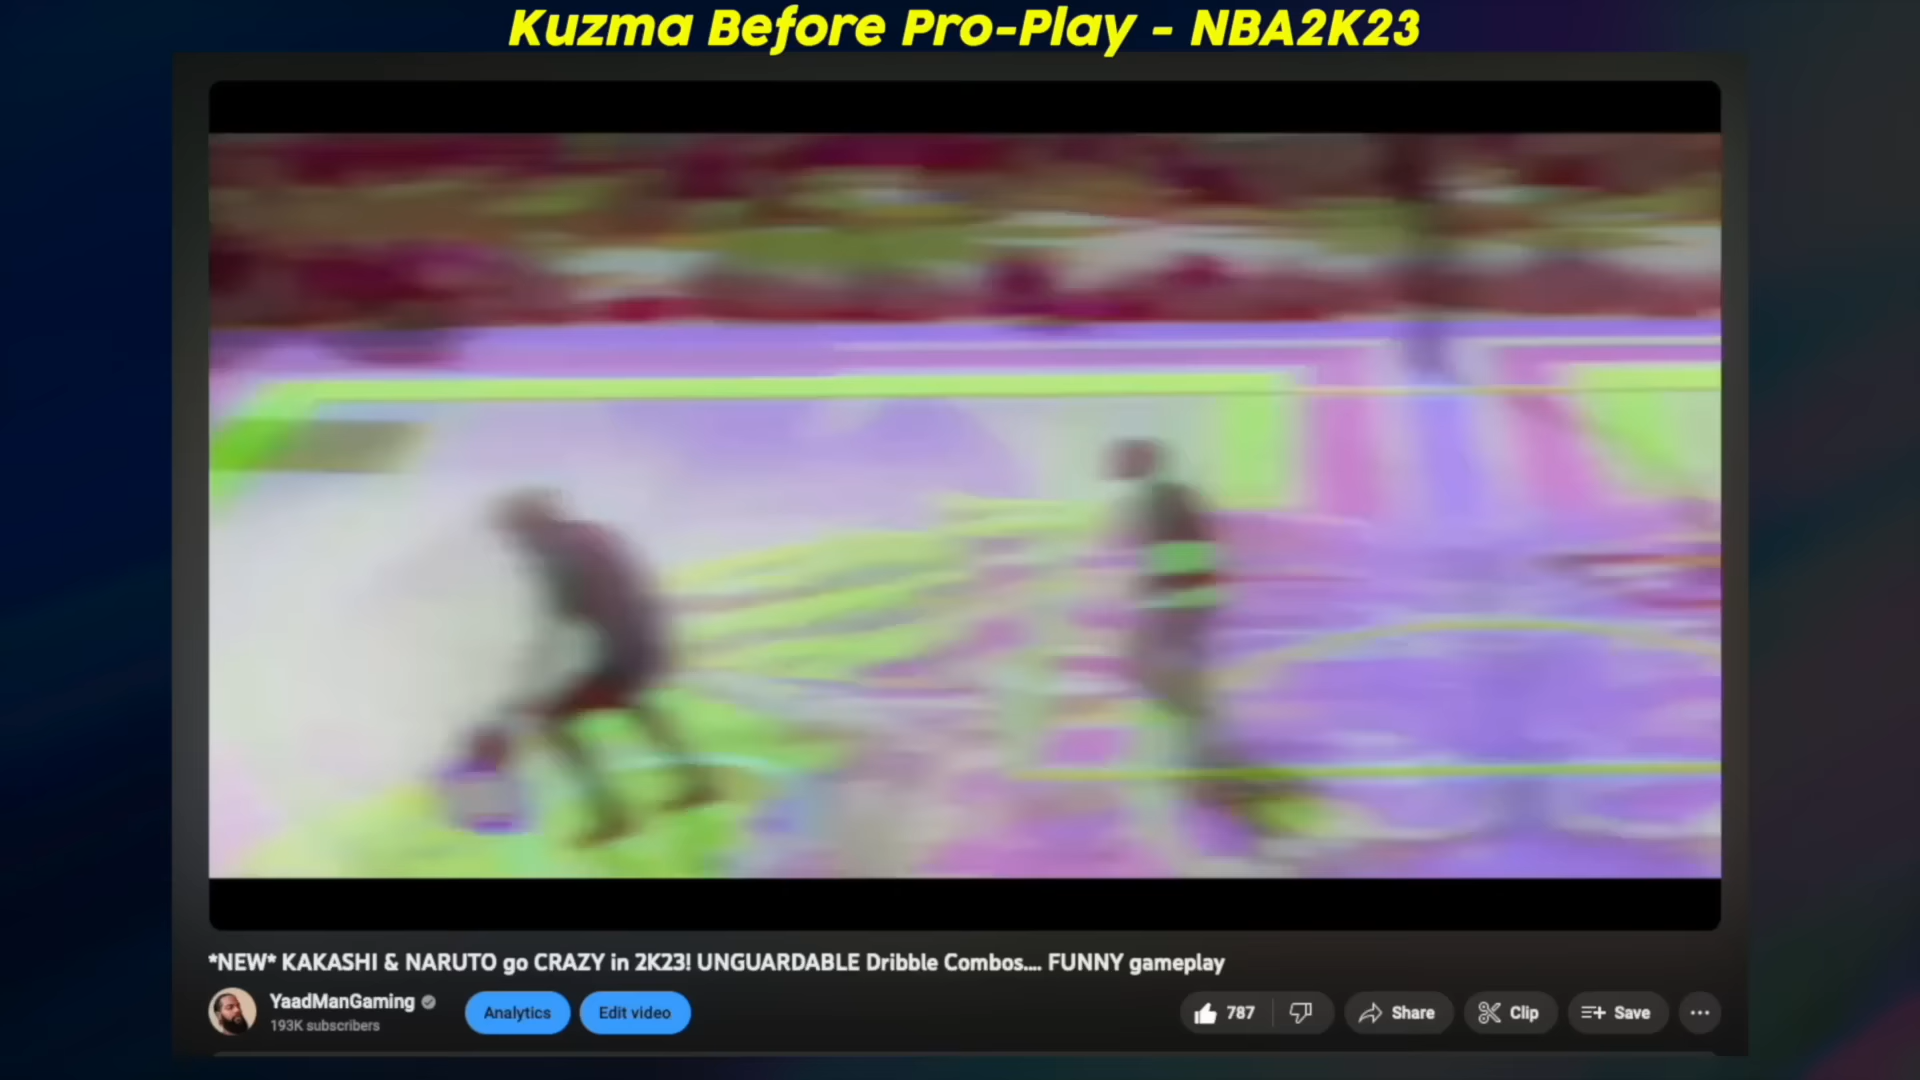 Kuzma Before Pro-Play - NBA2K23
*NEW* KAKASHI & NARUTO go CRAZY in 2K23! UNGUARDABLE Dribble Combos.... FUNNY gameplay
YaadManGaming
193K subscribers
Analytics
Edit video
787
Share
Clip
Save